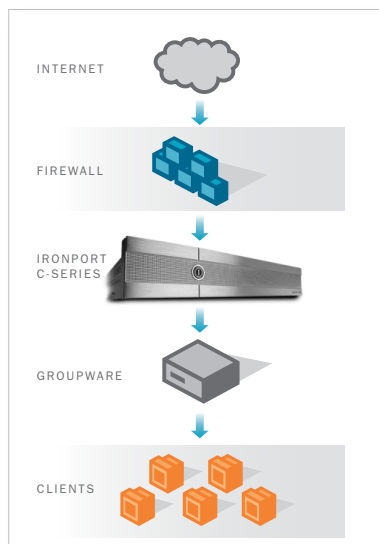 INTERNET
FIREWALL
IRONPORT
C-SERIES
GROUPWARE
CLIENTS